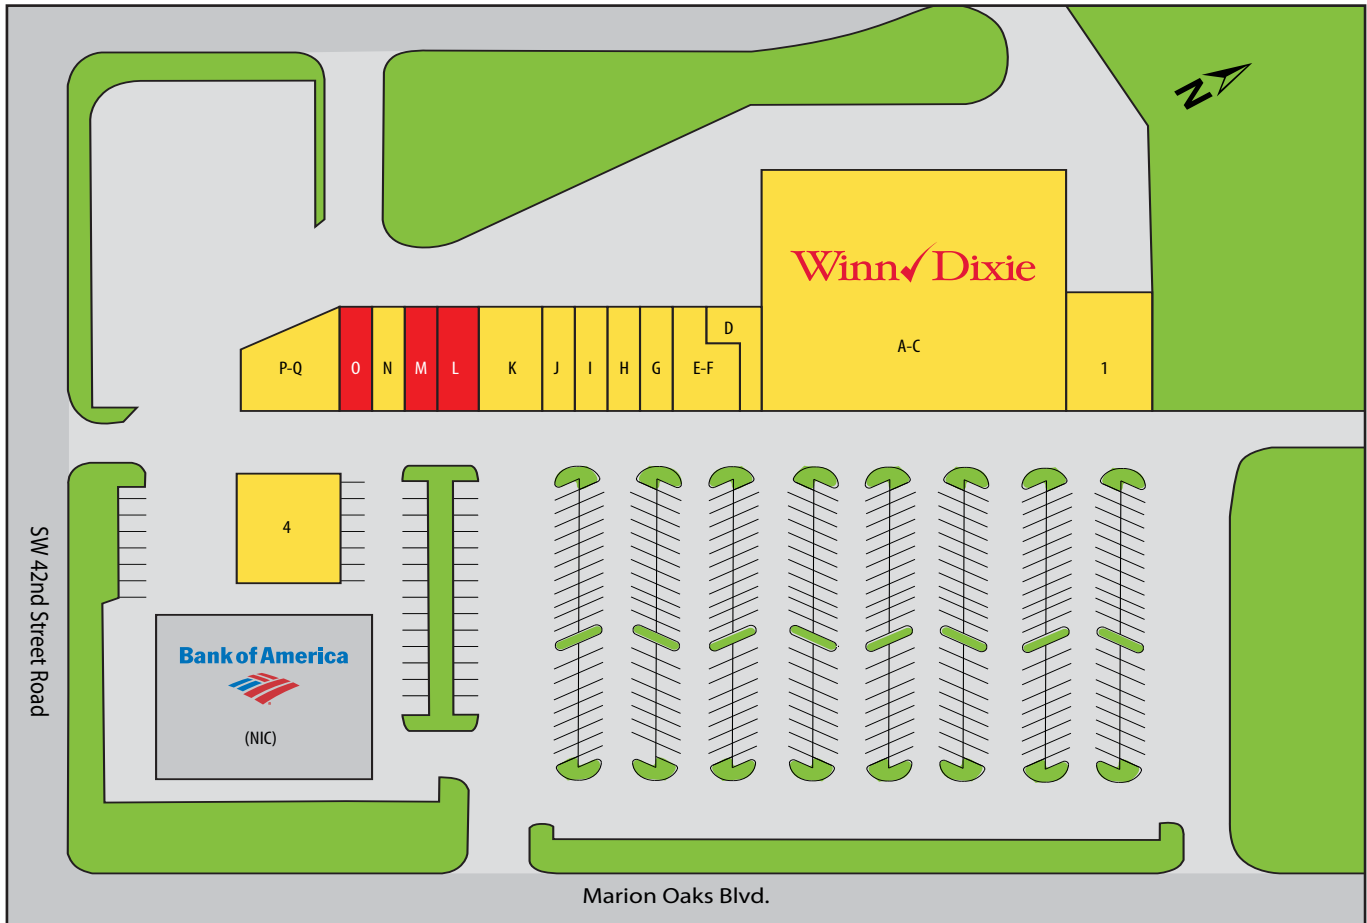 N
Winn Dixie
A-C
1
D
P-Q
O
N
M
L
K
J
I
H
G
E-F
4
SW 42nd Street Road
Bank of America
(NIC)
Marion Oaks Blvd.